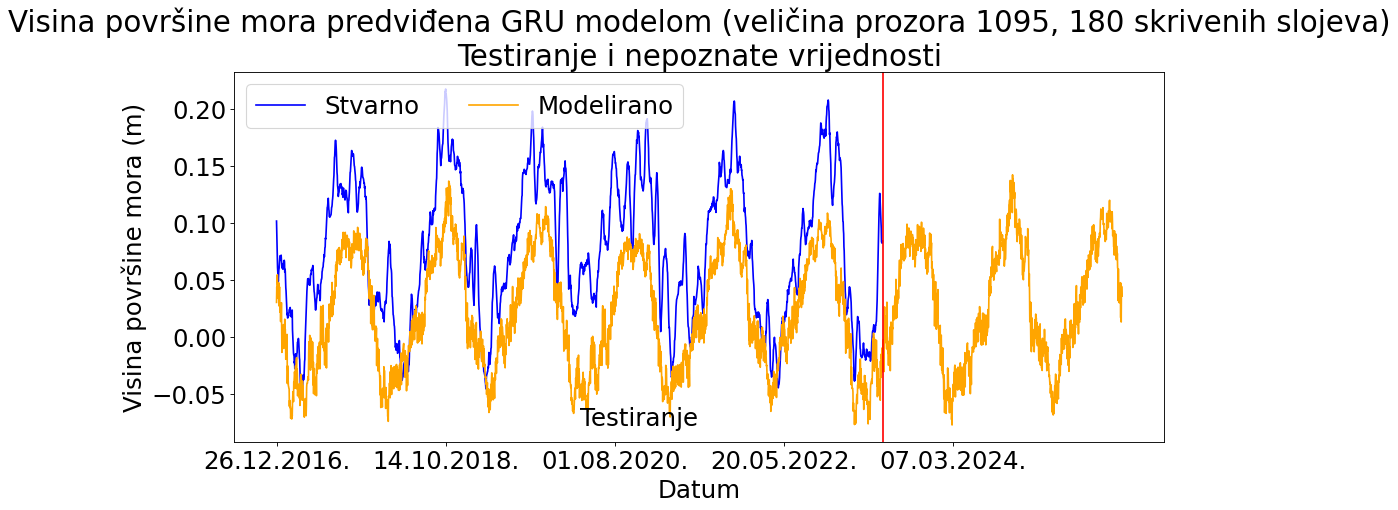 Visina površine mora predviđena GRU modelom (veličina prozora 1095, 180 skrivenih slojeva)
Testiranje i nepoznate vrijednosti
Stvarno Modelirano
Visina površine mora (m)
0.20
0.15
0.10
0.05
0.00
−0.05
Testiranje
26.12.2016. 14.10.2018. 01.08.2020. 20.05.2022. 07.03.2024.
Datum